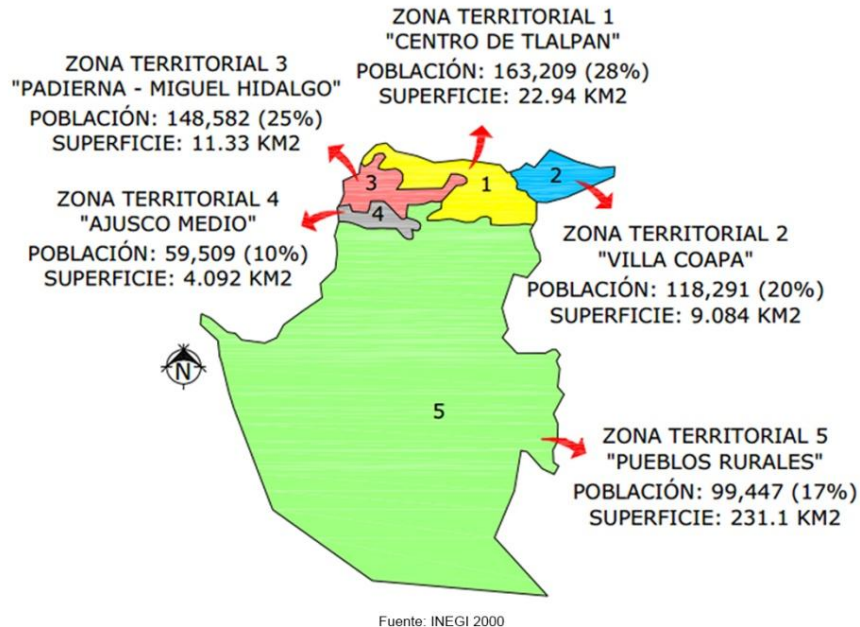 ZONA TERRITORIAL 1
"CENTRO DE TLALPAN"
POBLACIÓN: 163,209 (28%)
SUPERFICIE: 22.94 KM2
ZONA TERRITORIAL 3
"PADIERNA - MIGUEL HIDALGO"
POBLACIÓN: 148,582 (25%)
SUPERFICIE: 11.33 KM2
ZONA TERRITORIAL 4
"AJUSCO MEDIO"
POBLACIÓN: 59,509 (10%)
SUPERFICIE: 4.092 KM2
3
4
1
2
ZONA TERRITORIAL 2
"VILLA COAPA"
POBLACIÓN: 118,291 (20%)
SUPERFICIE: 9.084 KM2
N
5
ZONA TERRITORIAL 5
"PUEBLOS RURALES"
POBLACIÓN: 99,447 (17%)
SUPERFICIE: 231.1 KM2
Fuente: INEGI 2000